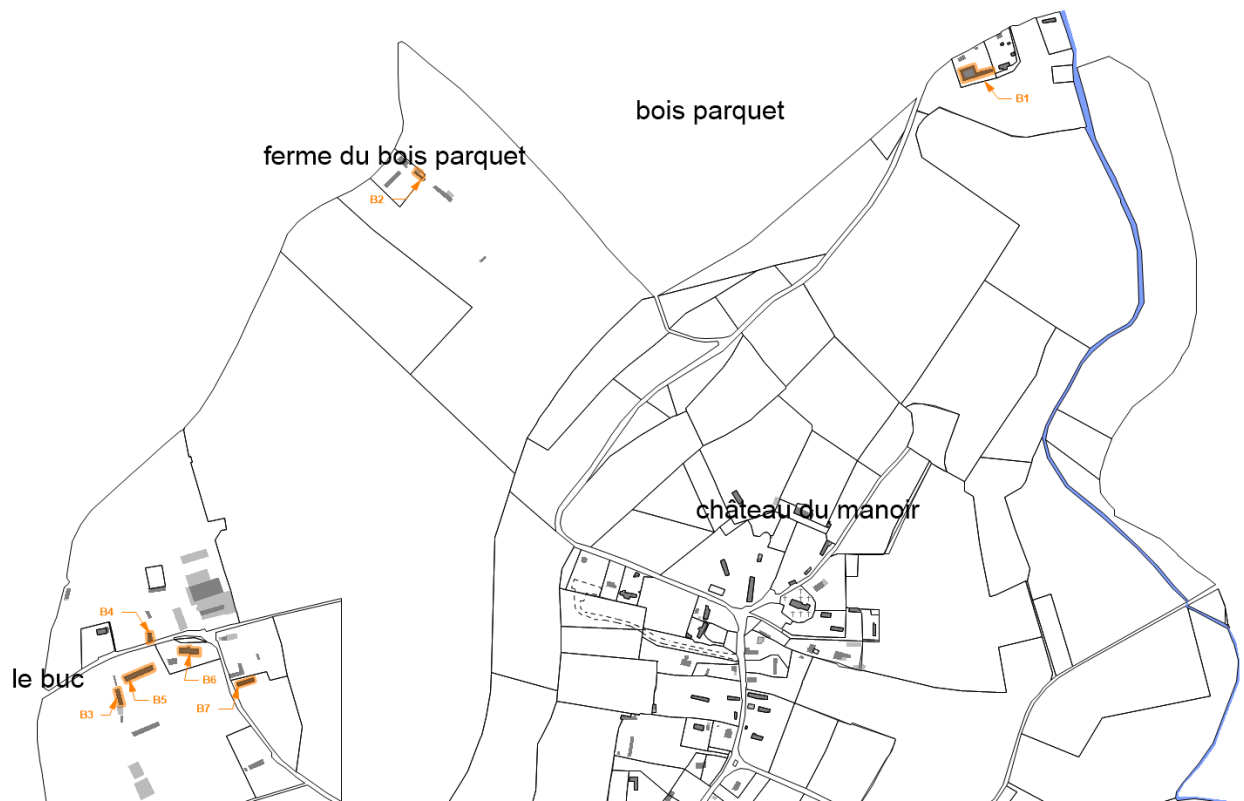 B1
bois parquet
ferme du bois parquet
B2
château du manoir
B4
le buc
B6
B5
B7
B3